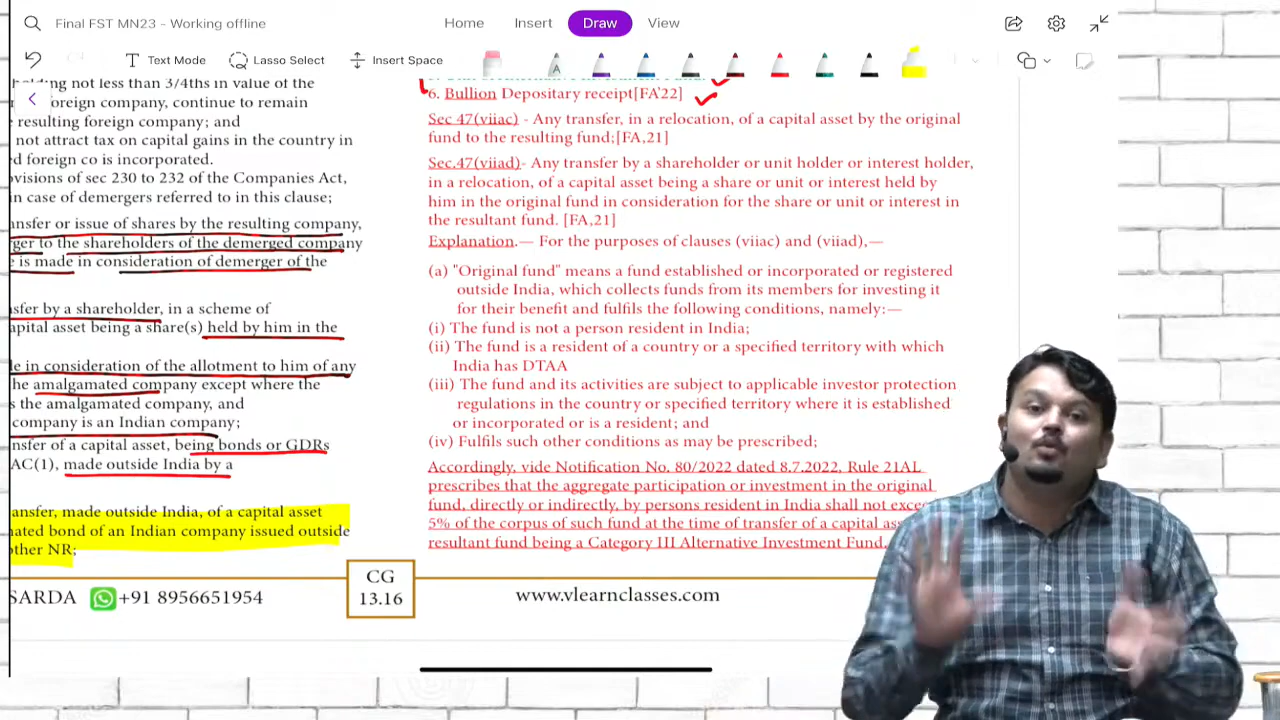 Final FST MN23 - Working offline
Home
Insert
Draw
View
Text Mode
Lasso Select
Insert Space
not less than 3/4ths in value of the
oreign company, continue to remain
resulting foreign company; and
not attract tax on capital gains in the country in
d foreign co is incorporated.
visions of sec 230 to 232 of the Companies Act,
n case of demergers referred to in this clause;
nsfer or issue of shares by the resulting company,
ger to the shareholders of the demerged company
e is made in consideration of demerger of the
sfer by a shareholder, in a scheme of
apital asset being a share(s) held by him in the
le in consideration of the allotment to him of any
he amalgamated company except where the
s the amalgamated company, and
company is an Indian company;
nsfer of a capital asset, being bonds or GDRs
AC(1), made outside India by a
ansfer, made outside India, of a capital asset
nated bond of an Indian company issued outside
other NR;
6. Bullion Depositary receipt[FA'22]
Sec 47(viiac) - Any transfer, in a relocation, of a capital asset by the original
fund to the resulting fund;[FA,21]
Sec.47(viiad)- Any transfer by a shareholder or unit holder or interest holder,
in a relocation, of a capital asset being a share or unit or interest held by
him in the original fund in consideration for the share or unit or interest in
the resultant fund. [FA,21]
Explanation.— For the purposes of clauses (viiac) and (viiad),—
(a) "Original fund" means a fund established or incorporated or registered
outside India, which collects funds from its members for investing it
for their benefit and fulfils the following conditions, namely:—
(i) The fund is not a person resident in India;
(ii) The fund is a resident of a country or a specified territory with which
India has DTAA
(iii) The fund and its activities are subject to applicable investor protection
regulations in the country or specified territory where it is established
or incorporated or is a resident; and
(iv) Fulfils such other conditions as may be prescribed;
Accordingly, vide Notification No. 80/2022 dated 8.7.2022, Rule 21AL
prescribes that the aggregate participation or investment in the original
fund, directly or indirectly, by persons resident in India shall not exce
5% of the corpus of such fund at the time of transfer of a capital as
resultant fund being a Category III Alternative Investment Fund.
SARDA +91 8956651954
CG
13.16
www.vlearnclasses.com